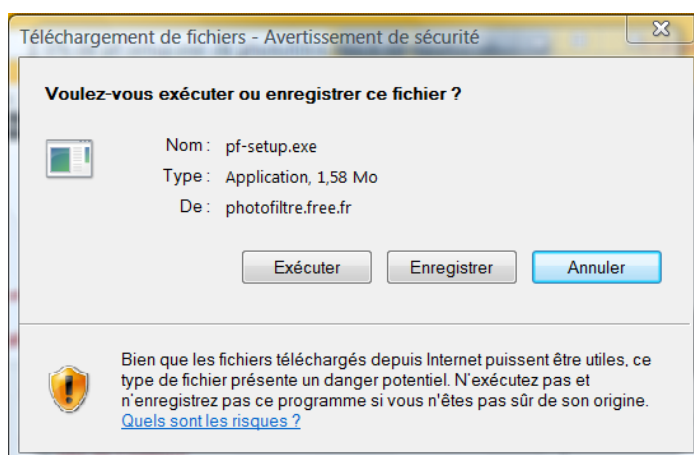 Téléchargement de fichiers - Avertissement de sécurité
Voulez-vous exécuter ou enregistrer ce fichier ?
Nom : pf-setup.exe
Type : Application, 1,58 Mo
De : photofiltre.free.fr
Exécuter Enregistrer Annuler
Bien que les fichiers téléchargés depuis Internet puissent être utiles, ce
type de fichier présente un danger potentiel. N'exécutez pas et
n'enregistrez pas ce programme si vous n'êtes pas sûr de son origine.
Quels sont les risques ?